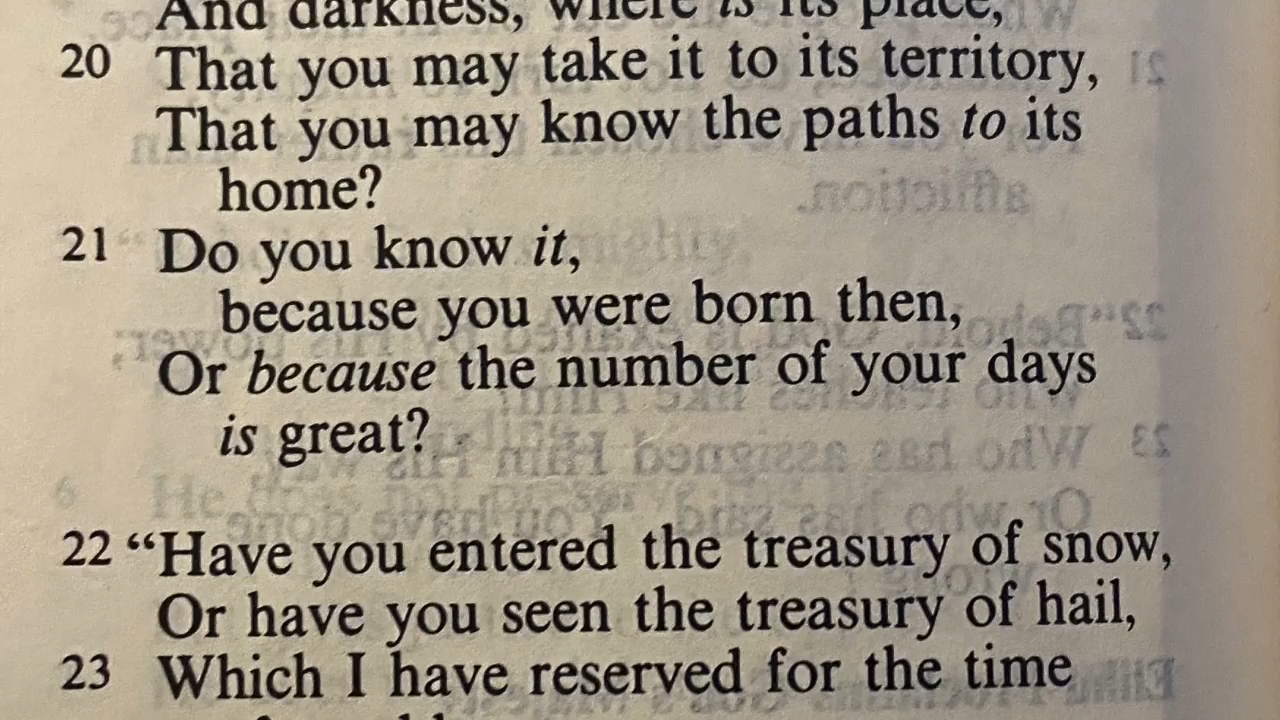 And darkness, where is its place,
20 That you may take it to its territory,
That you may know the paths to its
home?
21 Do you know it,
because you were born then,
Or because the number of your days
is great?
22 “Have you entered the treasury of snow,
Or have you seen the treasury of hail,
23 Which I have reserved for the time